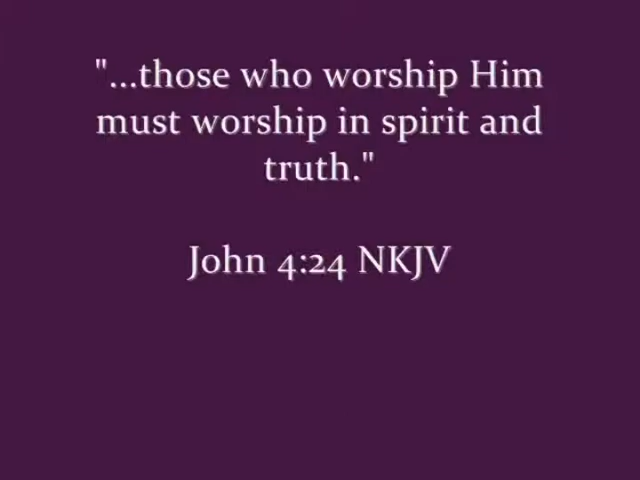 "...those who worship Him
must worship in spirit and
truth."
John 4:24 NKJV